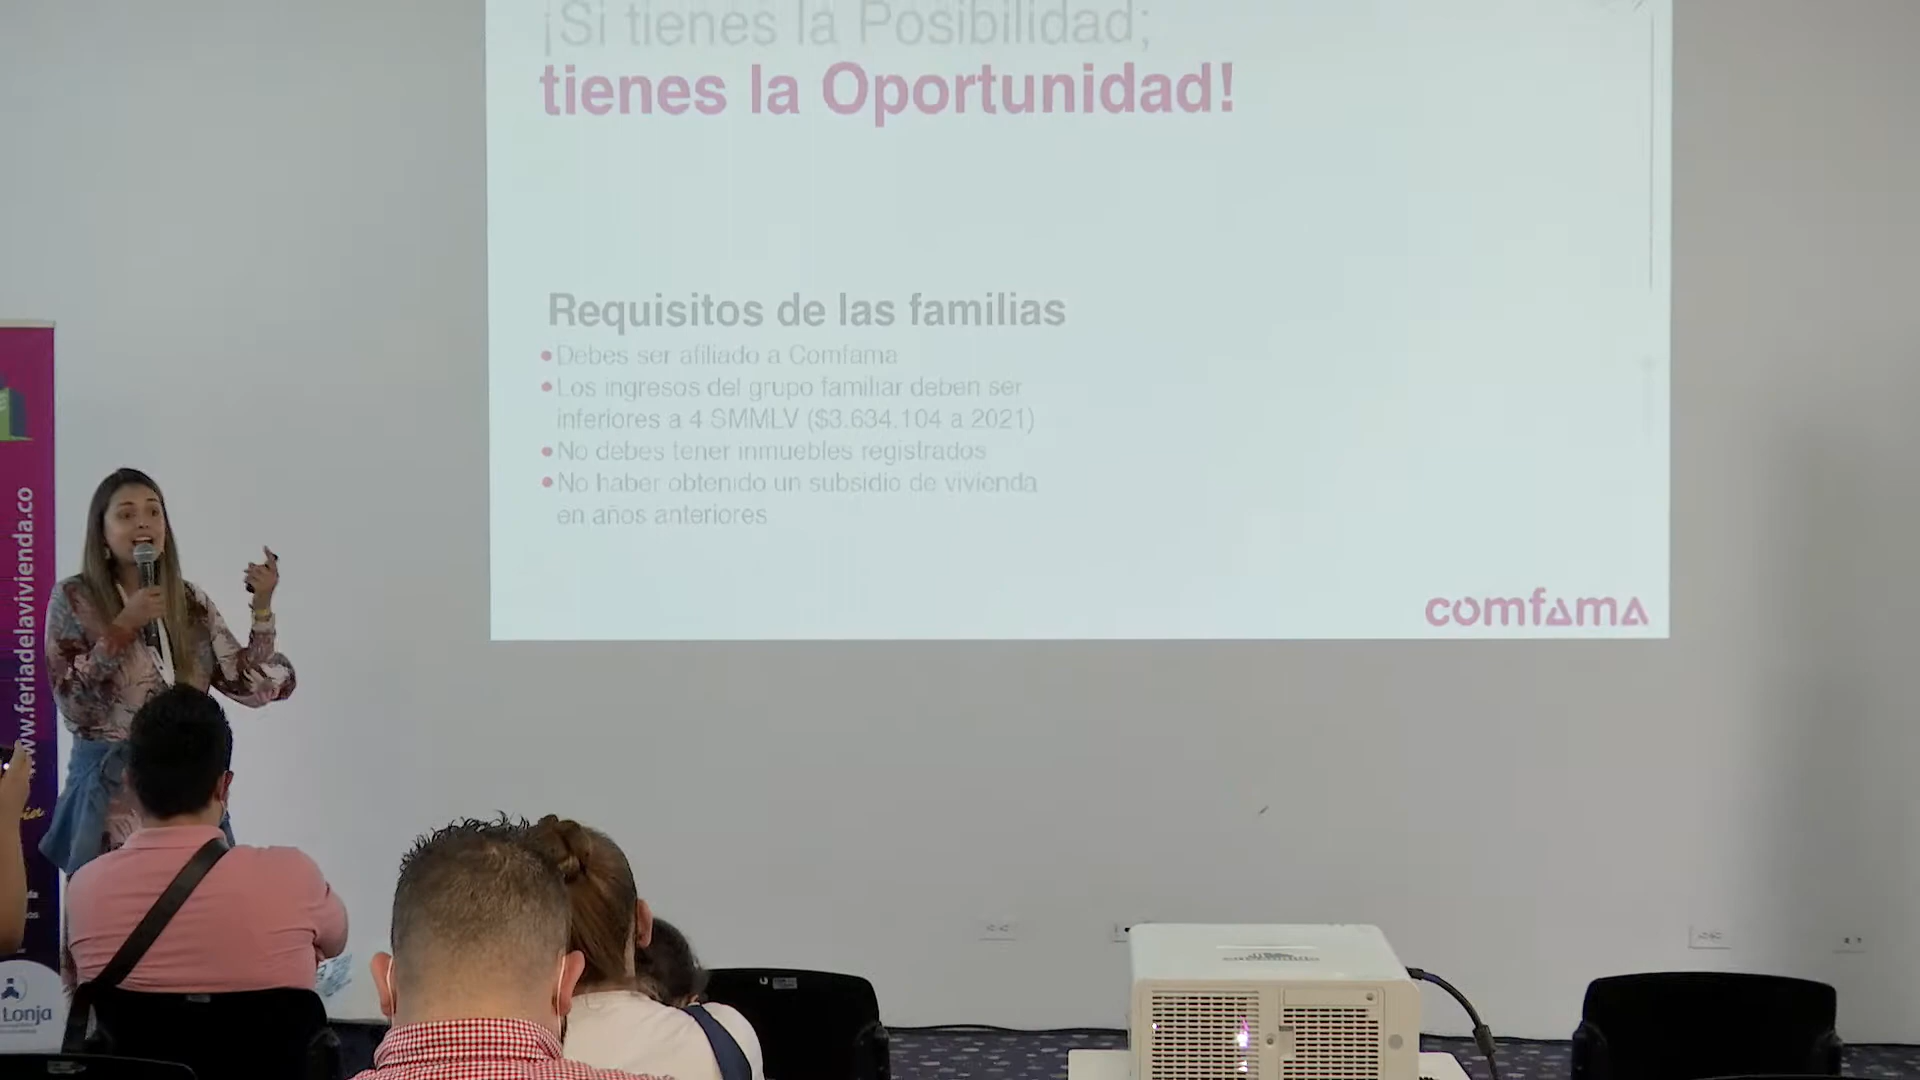 ¡Si tienes la Posibilidad;
tienes la Oportunidad!
Requisitos de las familias
•Debes ser afiliado a Comfama
•Los ingresos del grupo familiar deben ser
inferiores a 4 SMMLV ($3.634.104 a 2021)
•No debes tener inmuebles registrados
•No haber obtenido un subsidio de vivienda
en años anteriores
comfama
www.feriadelavivienda.co
Lonja